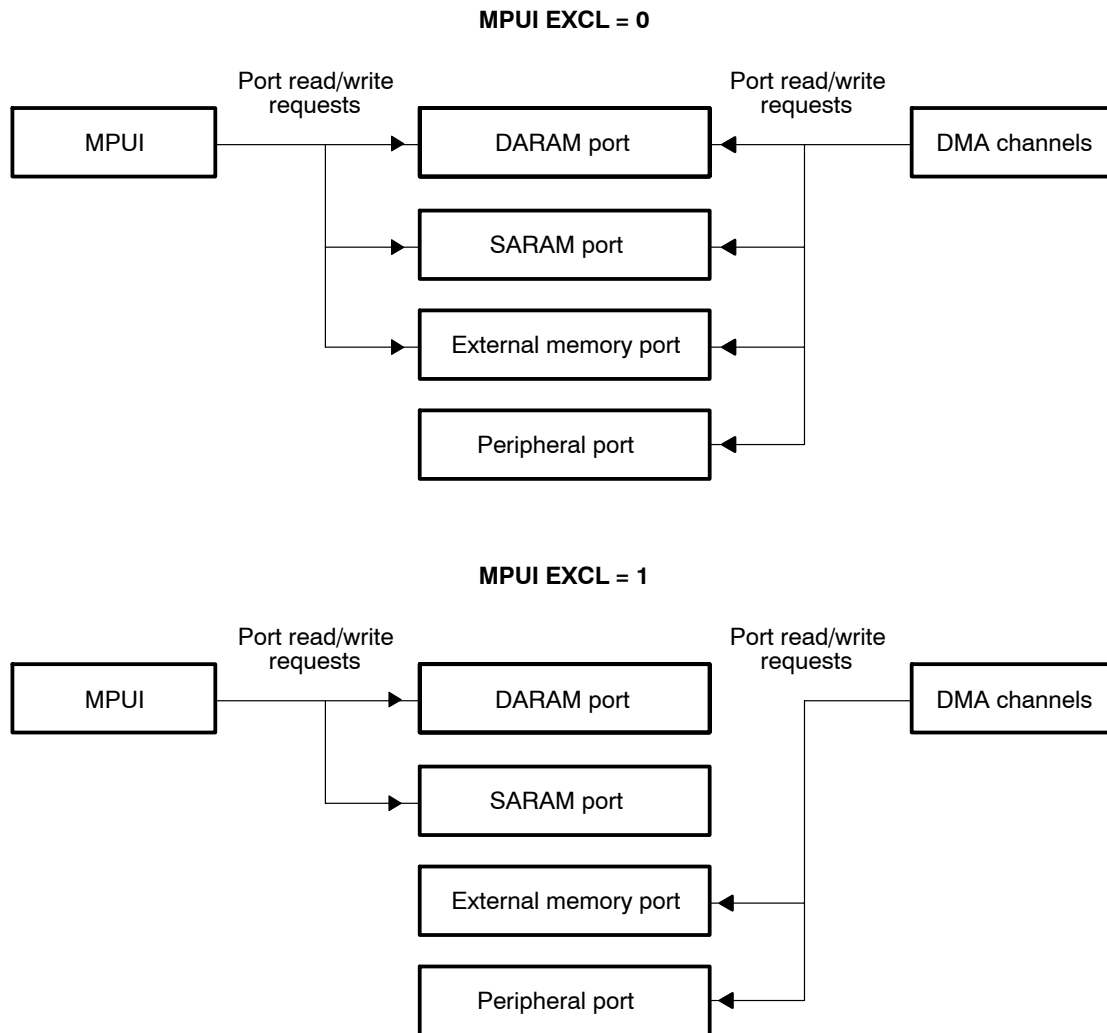 MPUI EXCL = 0
Port read/write
requests
Port read/write
requests
MPUI
DARAM port
DMA channels
SARAM port
External memory port
Peripheral port
MPUI EXCL = 1
Port read/write
requests
Port read/write
requests
MPUI
DARAM port
DMA channels
SARAM port
External memory port
Peripheral port